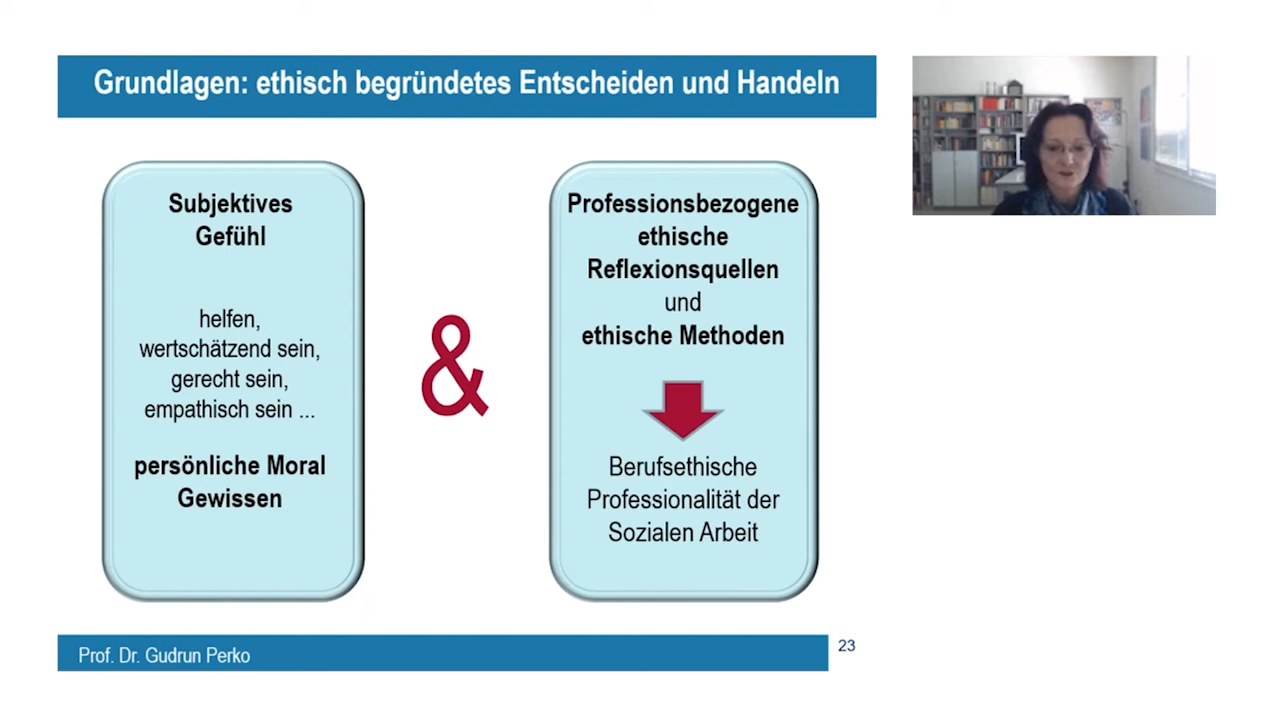 Grundlagen: ethisch begründetes Entscheiden und Handeln
Subjektives
Gefühl
helfen,
wertschätzend sein,
gerecht sein,
empathisch sein ...
persönliche Moral
Gewissen
&
Professionsbezogene
ethische
Reflexionsquellen
und
ethische Methoden
Berufsethische
Professionalität der
Sozialen Arbeit
Prof. Dr. Gudrun Perko
23